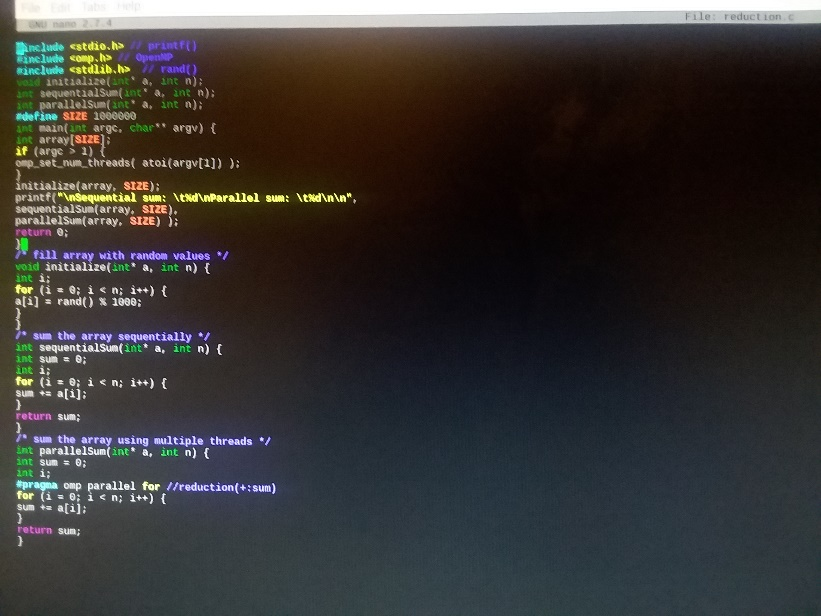 File Edit Tabs Help
GNU nano 2.7.4 File: reduction.c
#include <stdio.h> // printf()
#include <omp.h> // OpenMP
#include <stdlib.h> // rand()
void initialize(int* a, int n);
int sequentialSum(int* a, int n);
int parallelSum(int* a, int n);
#define SIZE 1000000
int main(int argc, char** argv) {
int array[SIZE];
if (argc > 1) {
omp_set_num_threads( atoi(argv[1]) );
}
initialize(array, SIZE);
printf("\nSequential sum: \t%d\nParallel sum: \t%d\n\n",
sequentialSum(array, SIZE),
parallelSum(array, SIZE) );
return 0;
}
/* fill array with random values */
void initialize(int* a, int n) {
int i;
for (i = 0; i < n; i++) {
a[i] = rand() % 1000;
}
}
/* sum the array sequentially */
int sequentialSum(int* a, int n) {
int sum = 0;
int i;
for (i = 0; i < n; i++) {
sum += a[i];
}
return sum;
}
/* sum the array using multiple threads */
int parallelSum(int* a, int n) {
int sum = 0;
int i;
#pragma omp parallel for //reduction(+:sum)
for (i = 0; i < n; i++) {
sum += a[i];
}
return sum;
}